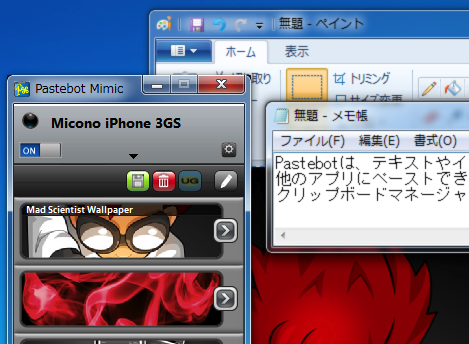 無題 - ペイント
ホーム
表示
トリミング
Pastebot Mimic
Micono iPhone 3GS
ON
UG
Mad Scientist Wallpaper
無題 - メモ帳
ファイル(F) 編集(E) 書式(O)
Pastebotは、テキストやイ
他のアプリにペーストでき
クリップボードマネージャ